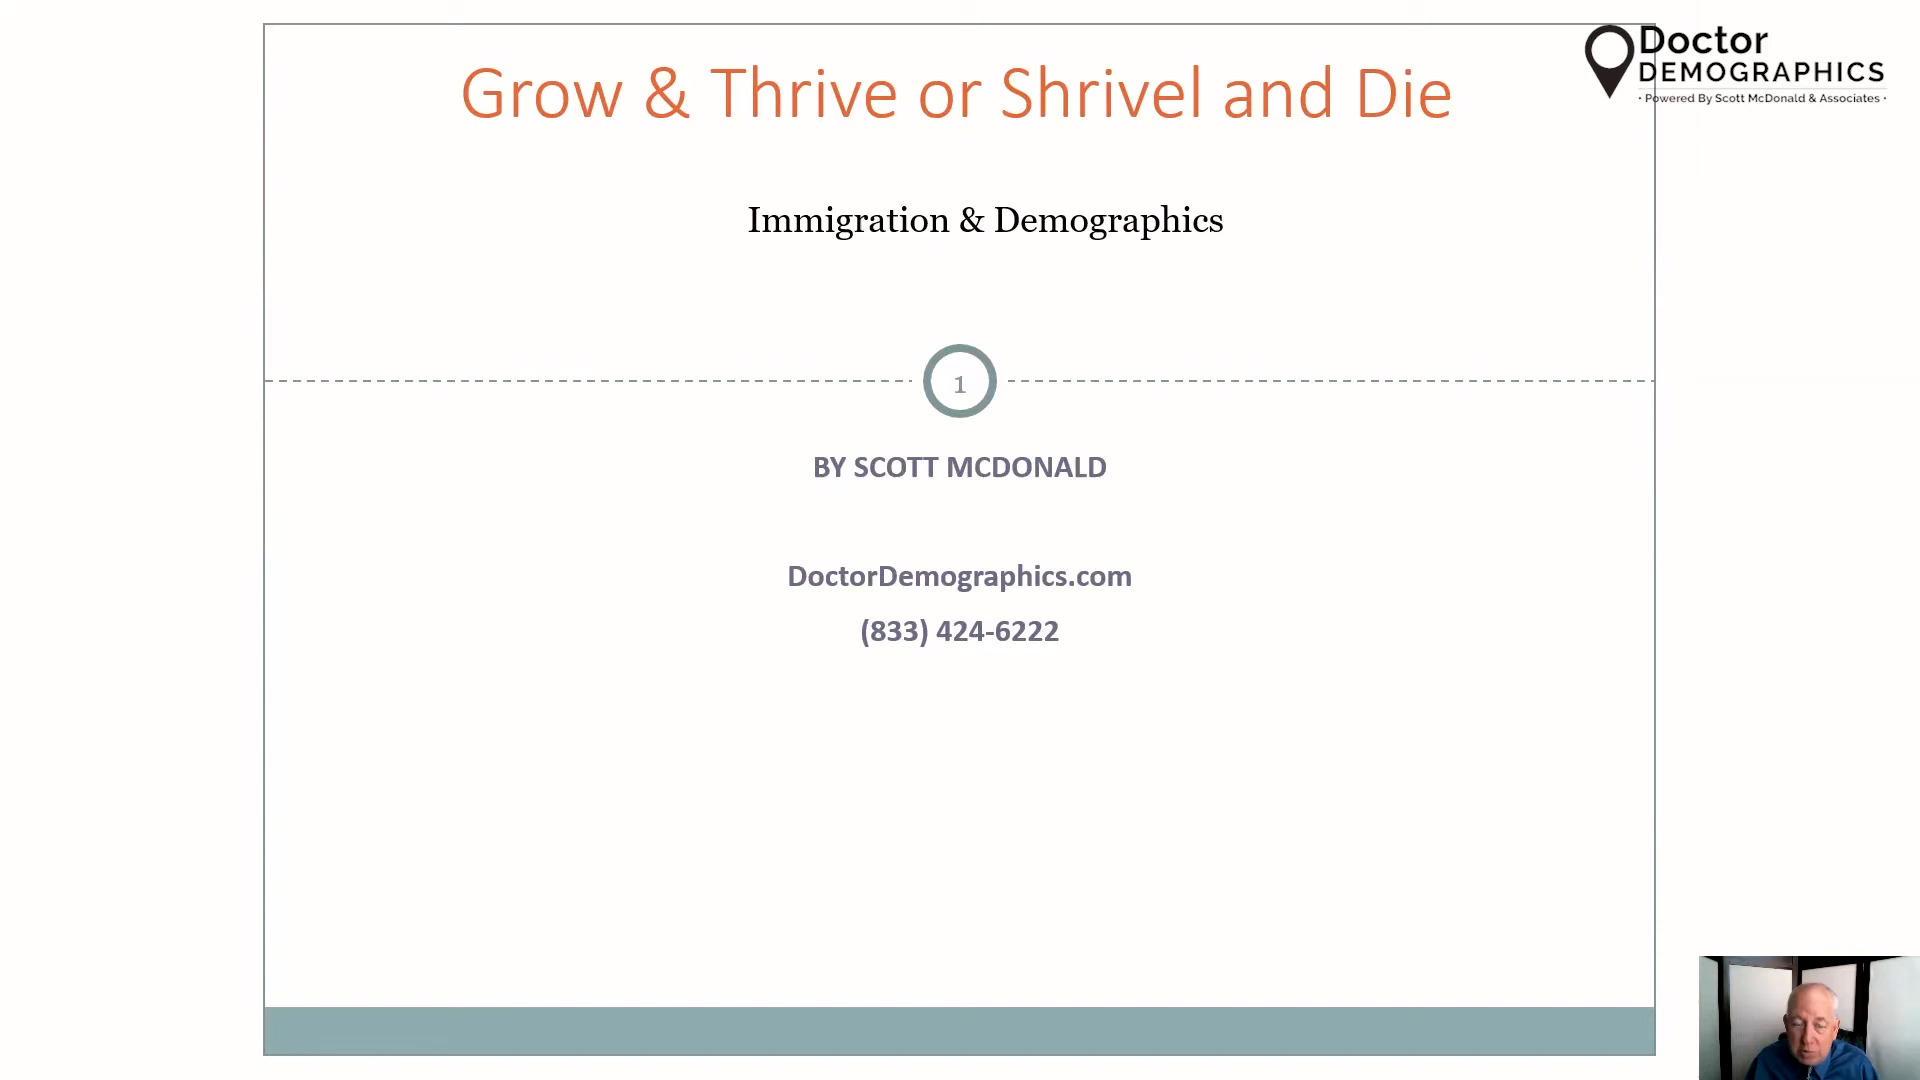 Grow & Thrive or Shrivel and Die
Doctor
DEMOGRAPHICS
• Powered By Scott McDonald & Associates •
Immigration & Demographics
1
BY SCOTT MCDONALD
DoctorDemographics.com
(833) 424-6222